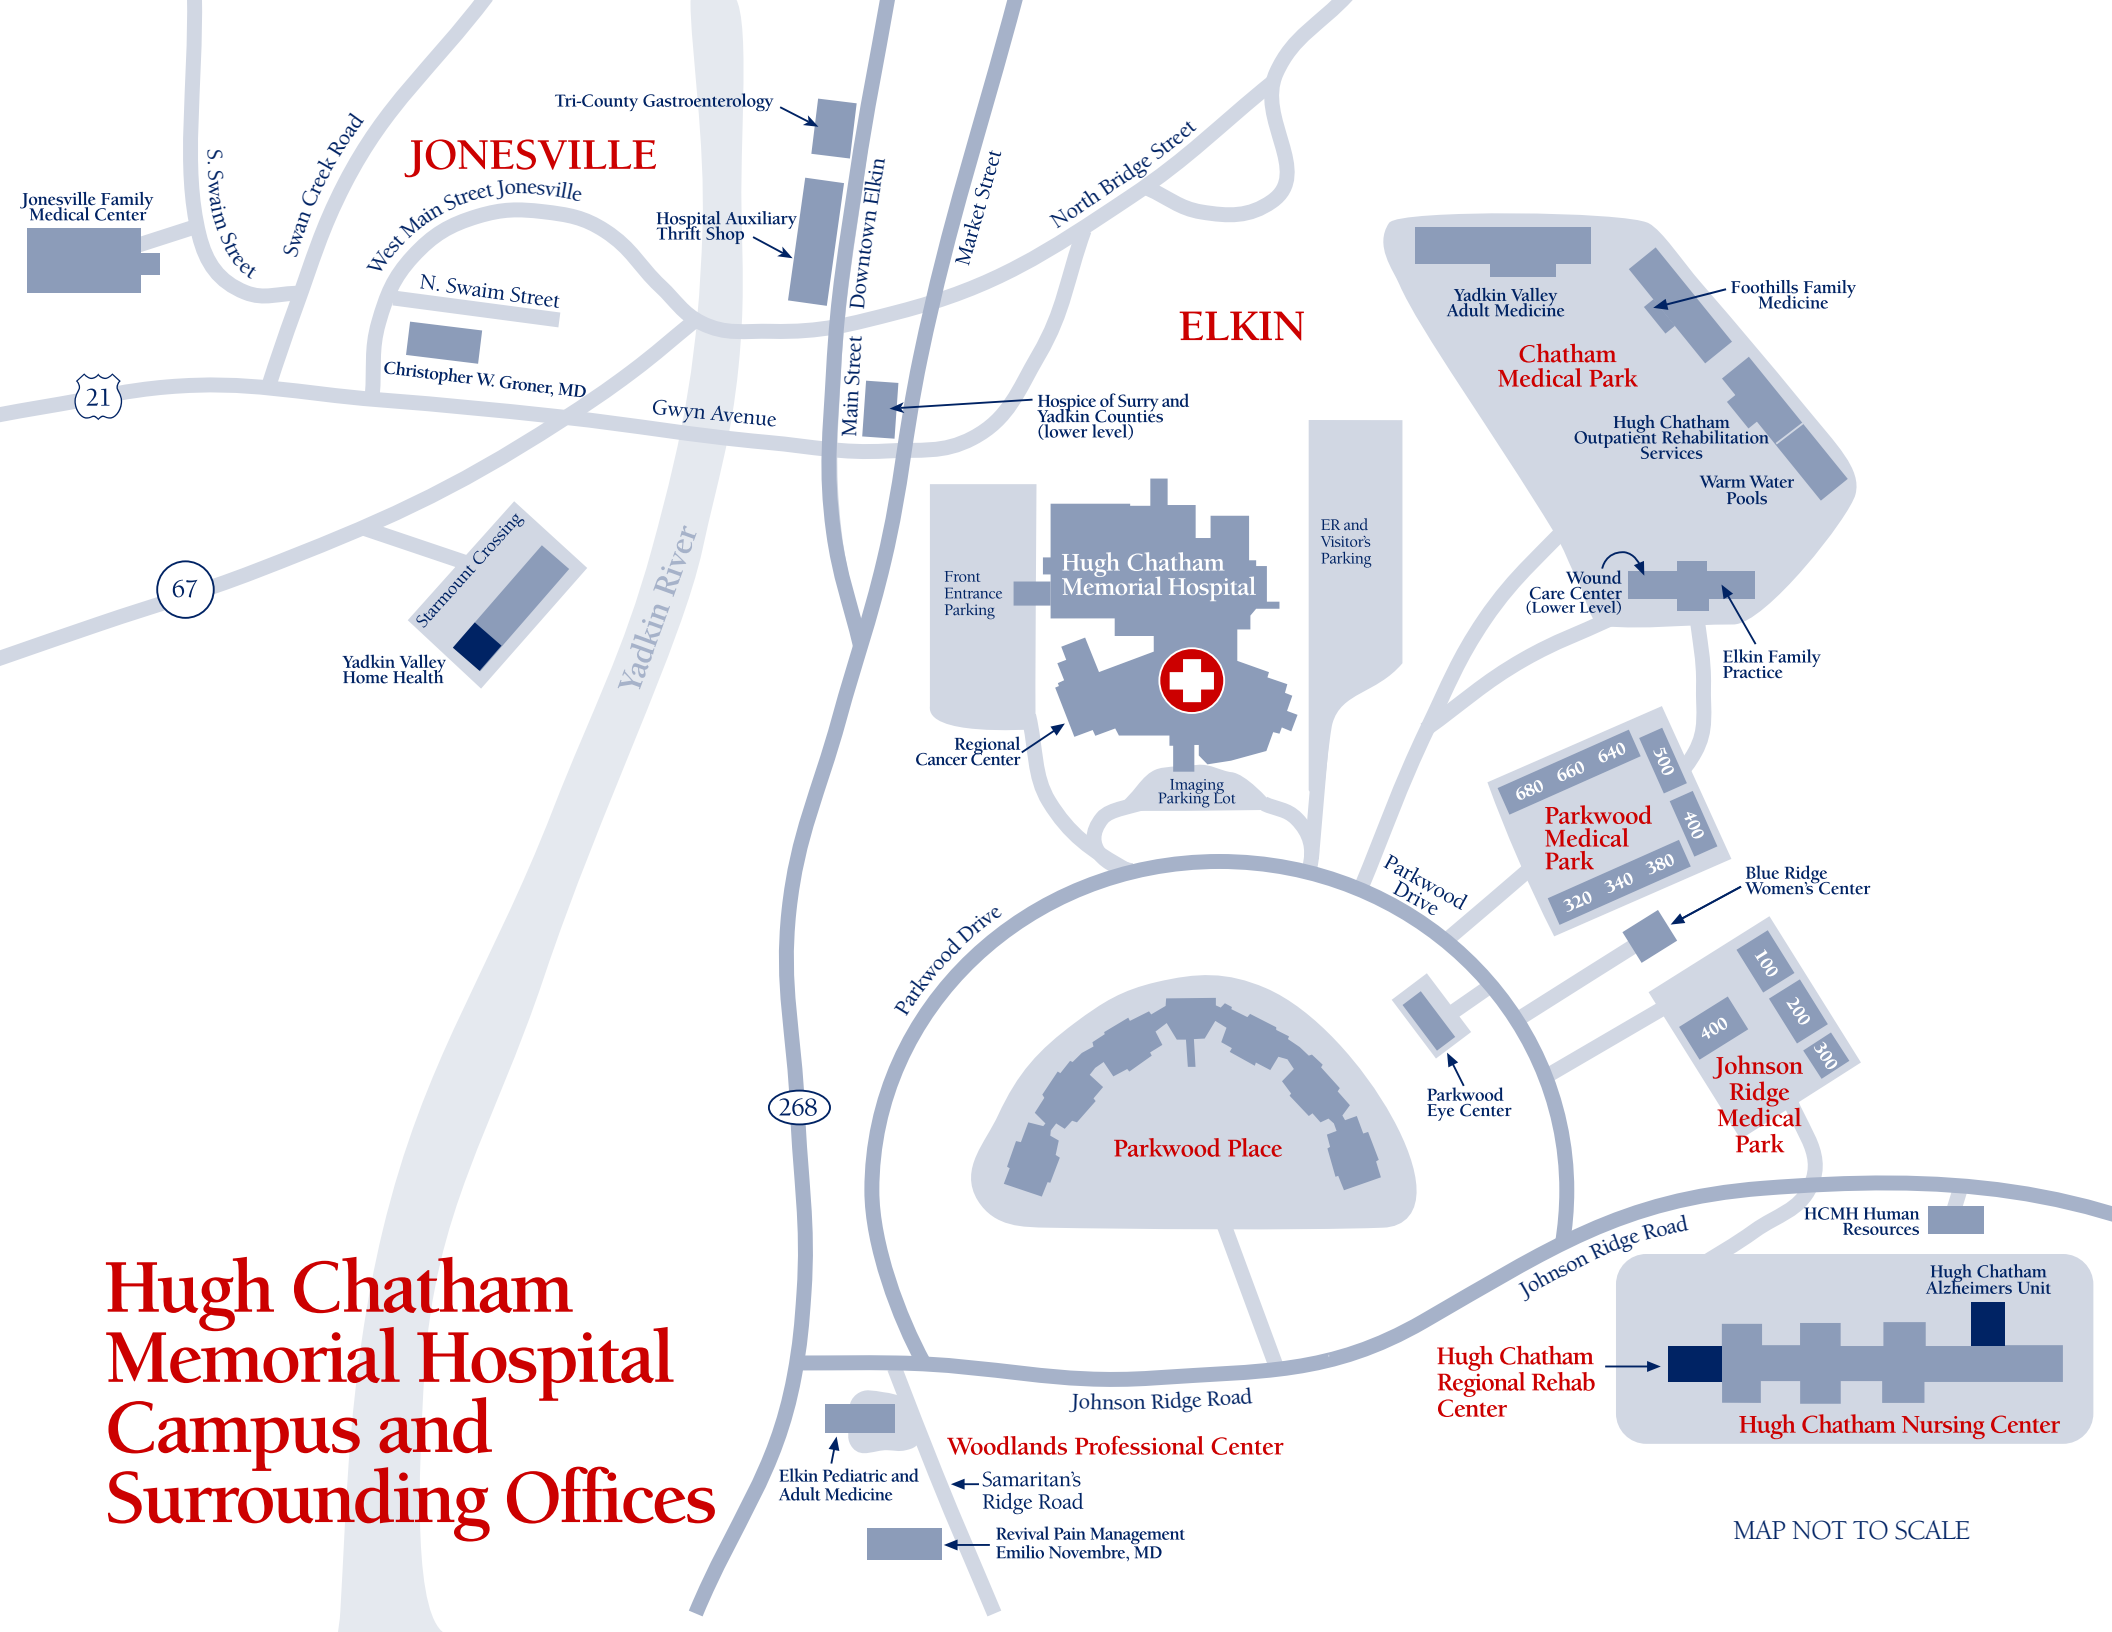 Tri-County Gastroenterology
JONESVILLE
S. Swaim Street
Swan Creek Road
West Main Street Jonesville
Jonesville Family
Medical Center
Hospital Auxiliary
Thrift Shop
Downtown Elkin
Market Street
North Bridge Street
N. Swaim Street
Christopher W. Groner, MD
21
Gwyn Avenue
Main Street
Hospice of Surry and
Yadkin Counties
(lower level)
ELKIN
Yadkin Valley
Adult Medicine
Foothills Family
Medicine
Chatham
Medical Park
Hugh Chatham
Outpatient Rehabilitation
Services
Warm Water
Pools
67
Starmount Crossing
Yadkin Valley
Home Health
Yadkin River
Front
Entrance
Parking
Hugh Chatham
Memorial Hospital
ER and
Visitor's
Parking
Wound
Care Center
(Lower Level)
Elkin Family
Practice
Regional
Cancer Center
Imaging
Parking Lot
680
660
640
500
400
Parkwood
Medical
Park
320
340
380
Parkwood
Drive
Blue Ridge
Women's Center
Parkwood Drive
100
200
300
400
Johnson
Ridge
Medical
Park
Parkwood
Eye Center
268
Parkwood Place
Johnson Ridge Road
HCMH Human
Resources
Hugh Chatham
Alzheimers Unit
Hugh Chatham
Regional Rehab
Center
Hugh Chatham Nursing Center
Johnson Ridge Road
Woodlands Professional Center
Elkin Pediatric and
Adult Medicine
Samaritan's
Ridge Road
Revival Pain Management
Emilio Novembre, MD
Hugh Chatham
Memorial Hospital
Campus and
Surrounding Offices
MAP NOT TO SCALE